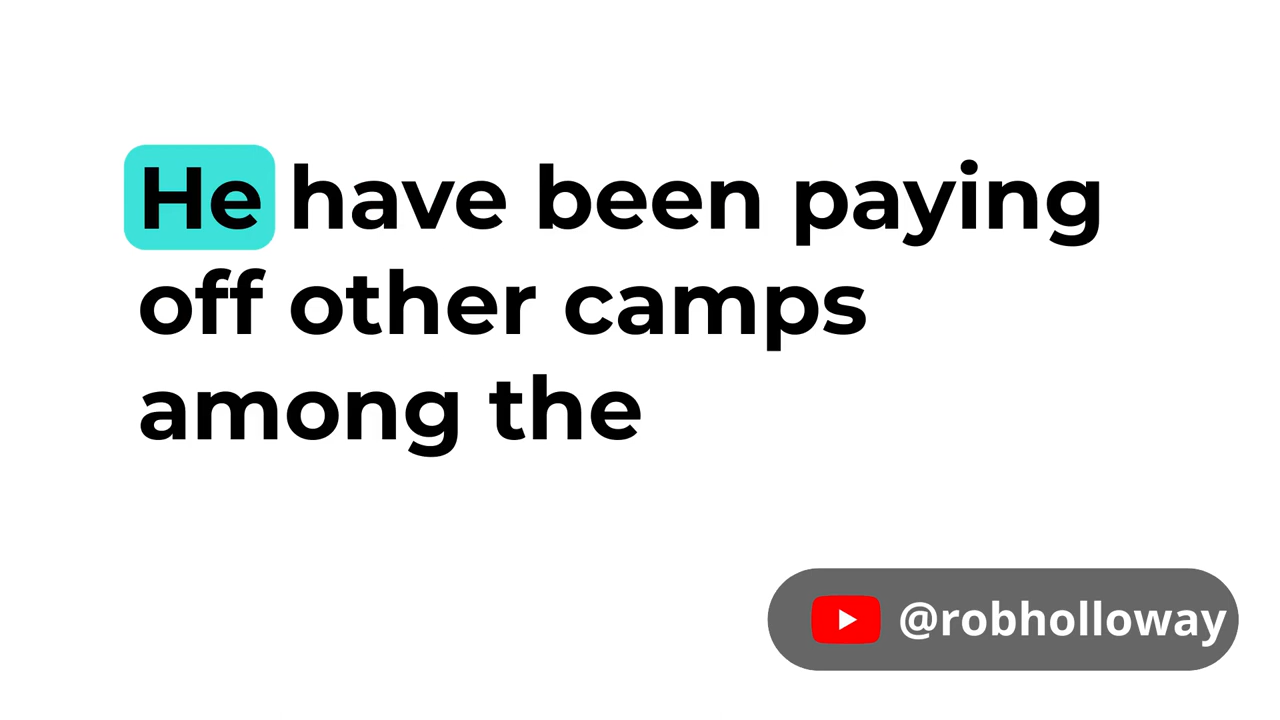 He have been paying
off other camps
among the
@robholloway